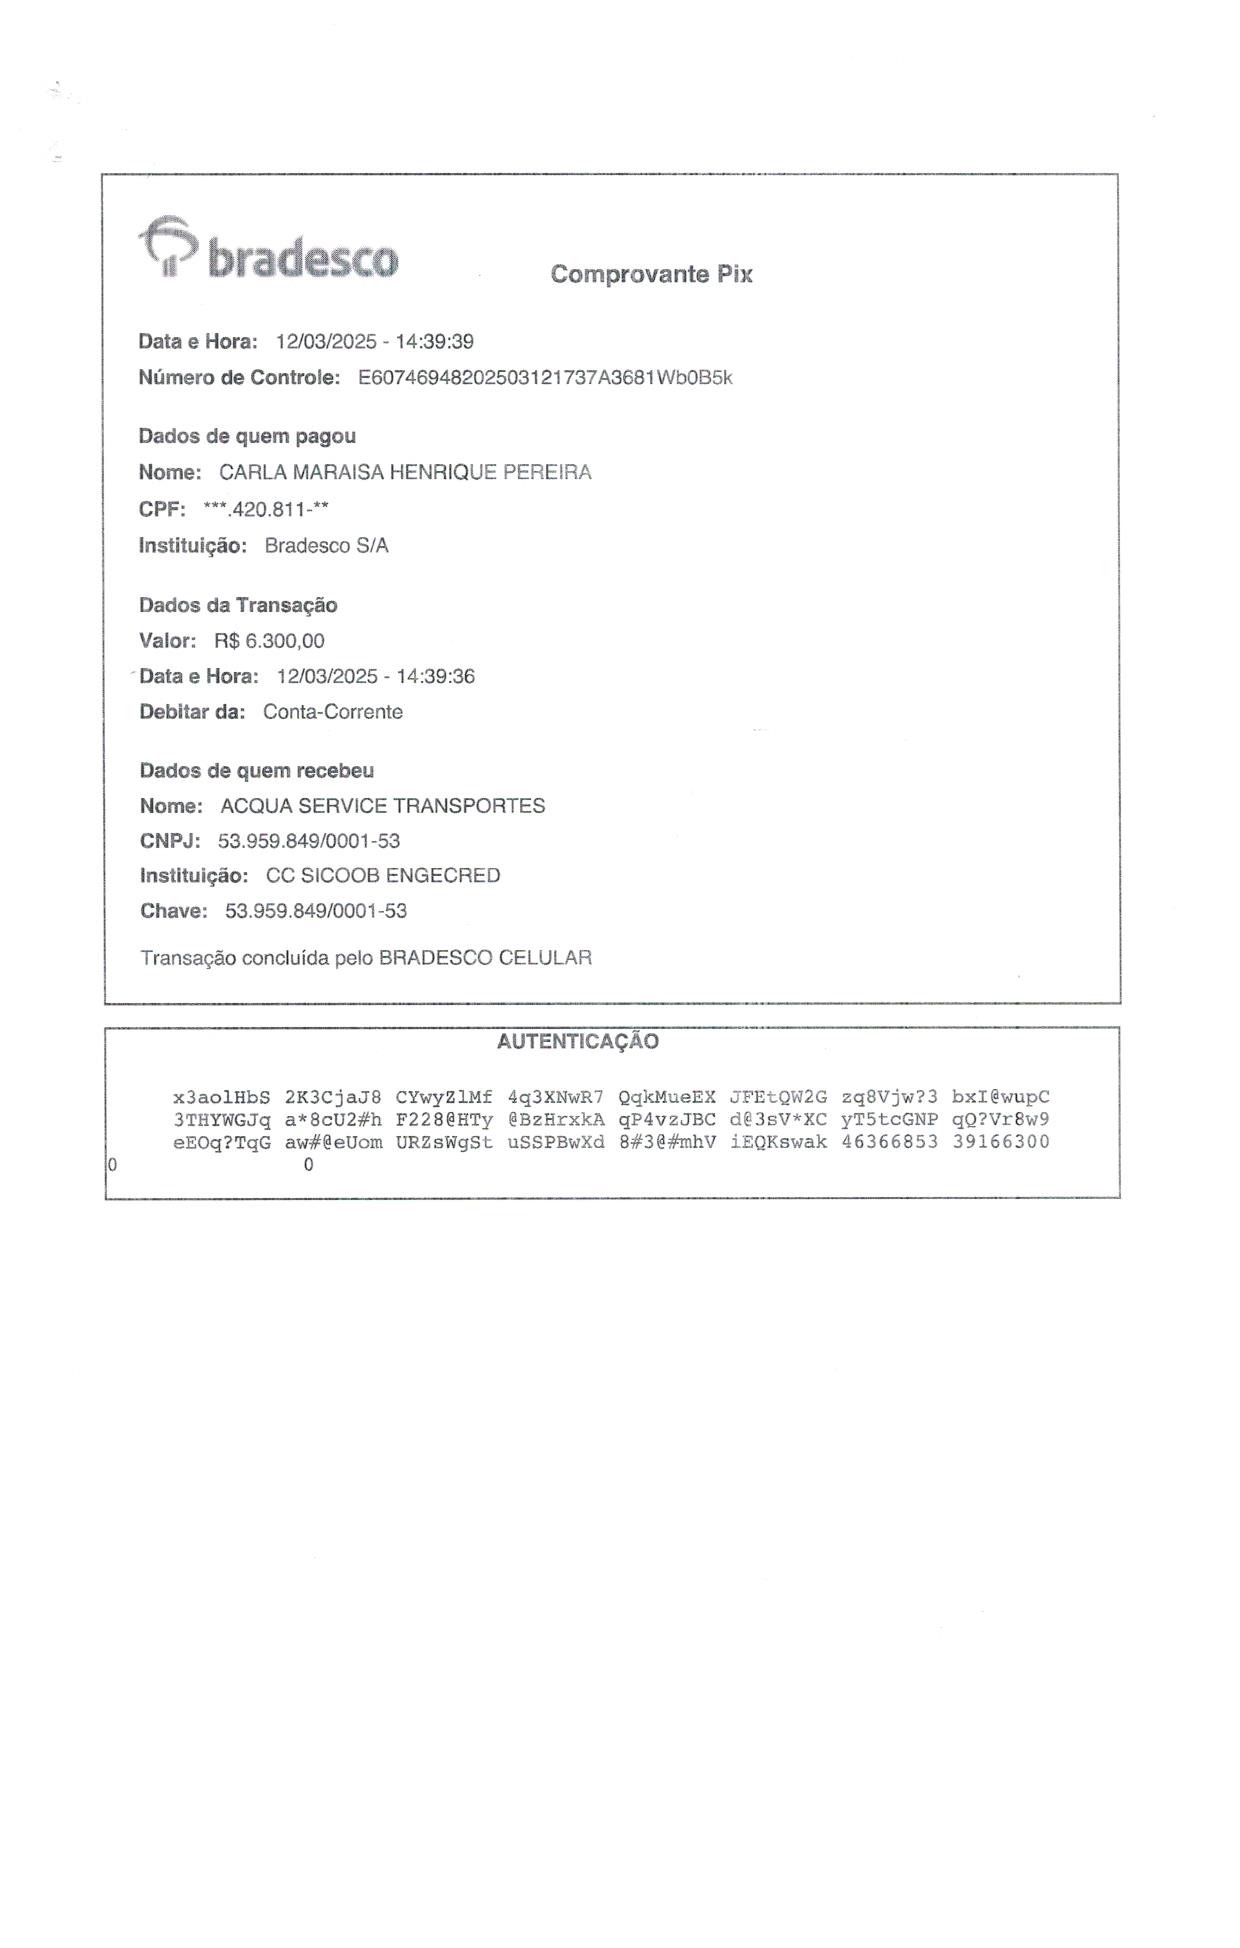 bradesco
Comprovante Pix
Data e Hora: 12/03/2025 - 14:39:39
Número de Controle: E60746948202503121737A3681Wb0B5k
Dados de quem pagou
Nome: CARLA MARAISA HENRIQUE PEREIRA
CPF: ***.420.811-**
Instituição: Bradesco S/A
Dados da Transação
Valor: R$ 6.300,00
Data e Hora: 12/03/2025 - 14:39:36
Debitar da: Conta-Corrente
Dados de quem recebeu
Nome: ACQUA SERVICE TRANSPORTES
CNPJ: 53.959.849/0001-53
Instituição: CC SICOOB ENGECRED
Chave: 53.959.849/0001-53
Transação concluída pelo BRADESCO CELULAR
AUTENTICAÇÃO
x3aolHbS 2K3CjaJ8 CYwyZlMf 4q3XNwR7 QqkMueEX JFEtQW2G zq8Vjw?3 bxI@wupC
3THYWGJq a*8cU2#h F228@HTy @BzHrxkA qP4vzJBC d@3sV*XC yT5tcGNP qQ?Vr8w9
eEOq?TqG aw#@eUom URZsWgSt uSSPBwXd 8#3@#mhV iEQKswak 46366853 39166300
0 0